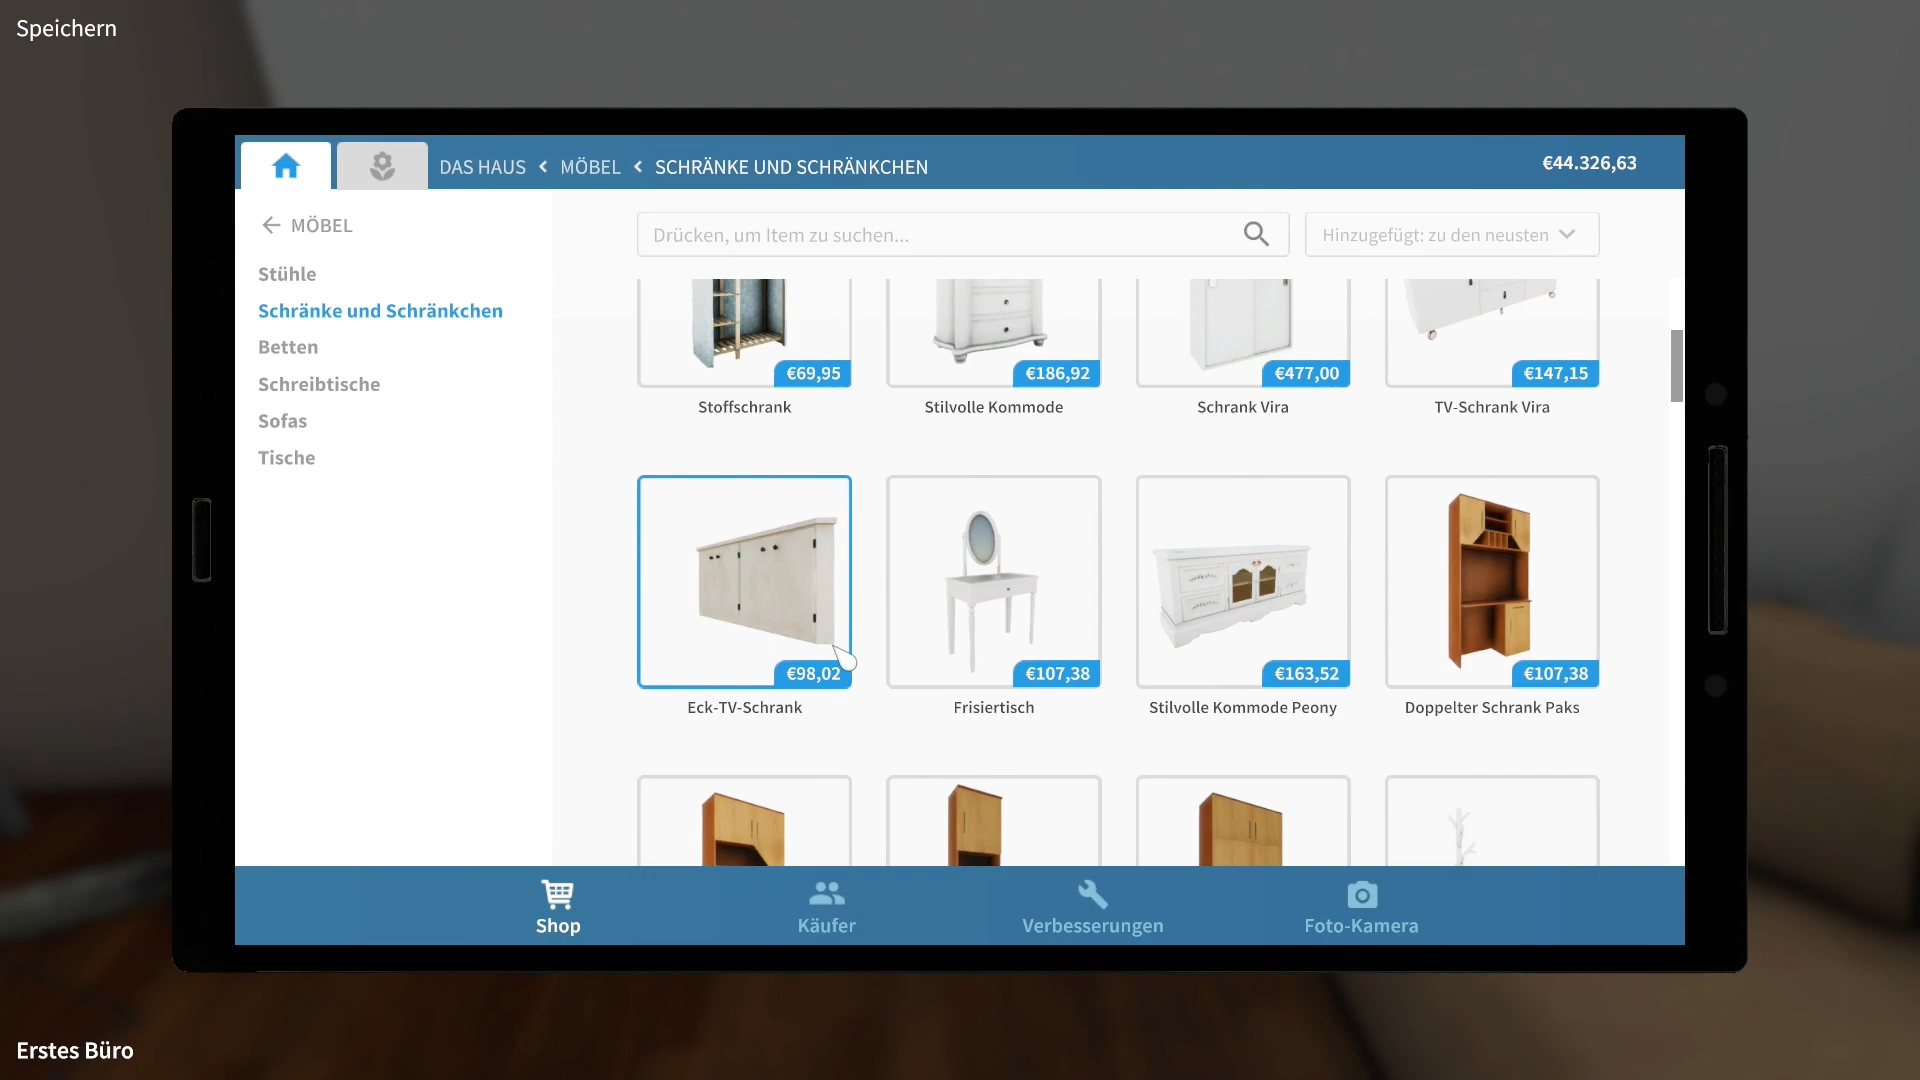 Speichern
DAS HAUS < MÖBEL < SCHRÄNKE UND SCHRÄNKCHEN
€44.326,63
MÖBEL
Stühle
Schränke und Schränkchen
Betten
Schreibtische
Sofas
Tische
Drücken, um Item zu suchen...
Hinzugefügt: zu den neusten
€69,95
€186,92
€477,00
€147,15
Stoffschrank
Stilvolle Kommode
Schrank Vira
TV-Schrank Vira
€98,02
€107,38
€163,52
€107,38
Eck-TV-Schrank
Frisiertisch
Stilvolle Kommode Peony
Doppelter Schrank Paks
Shop
Käufer
Verbesserungen
Foto-Kamera
Erstes Büro